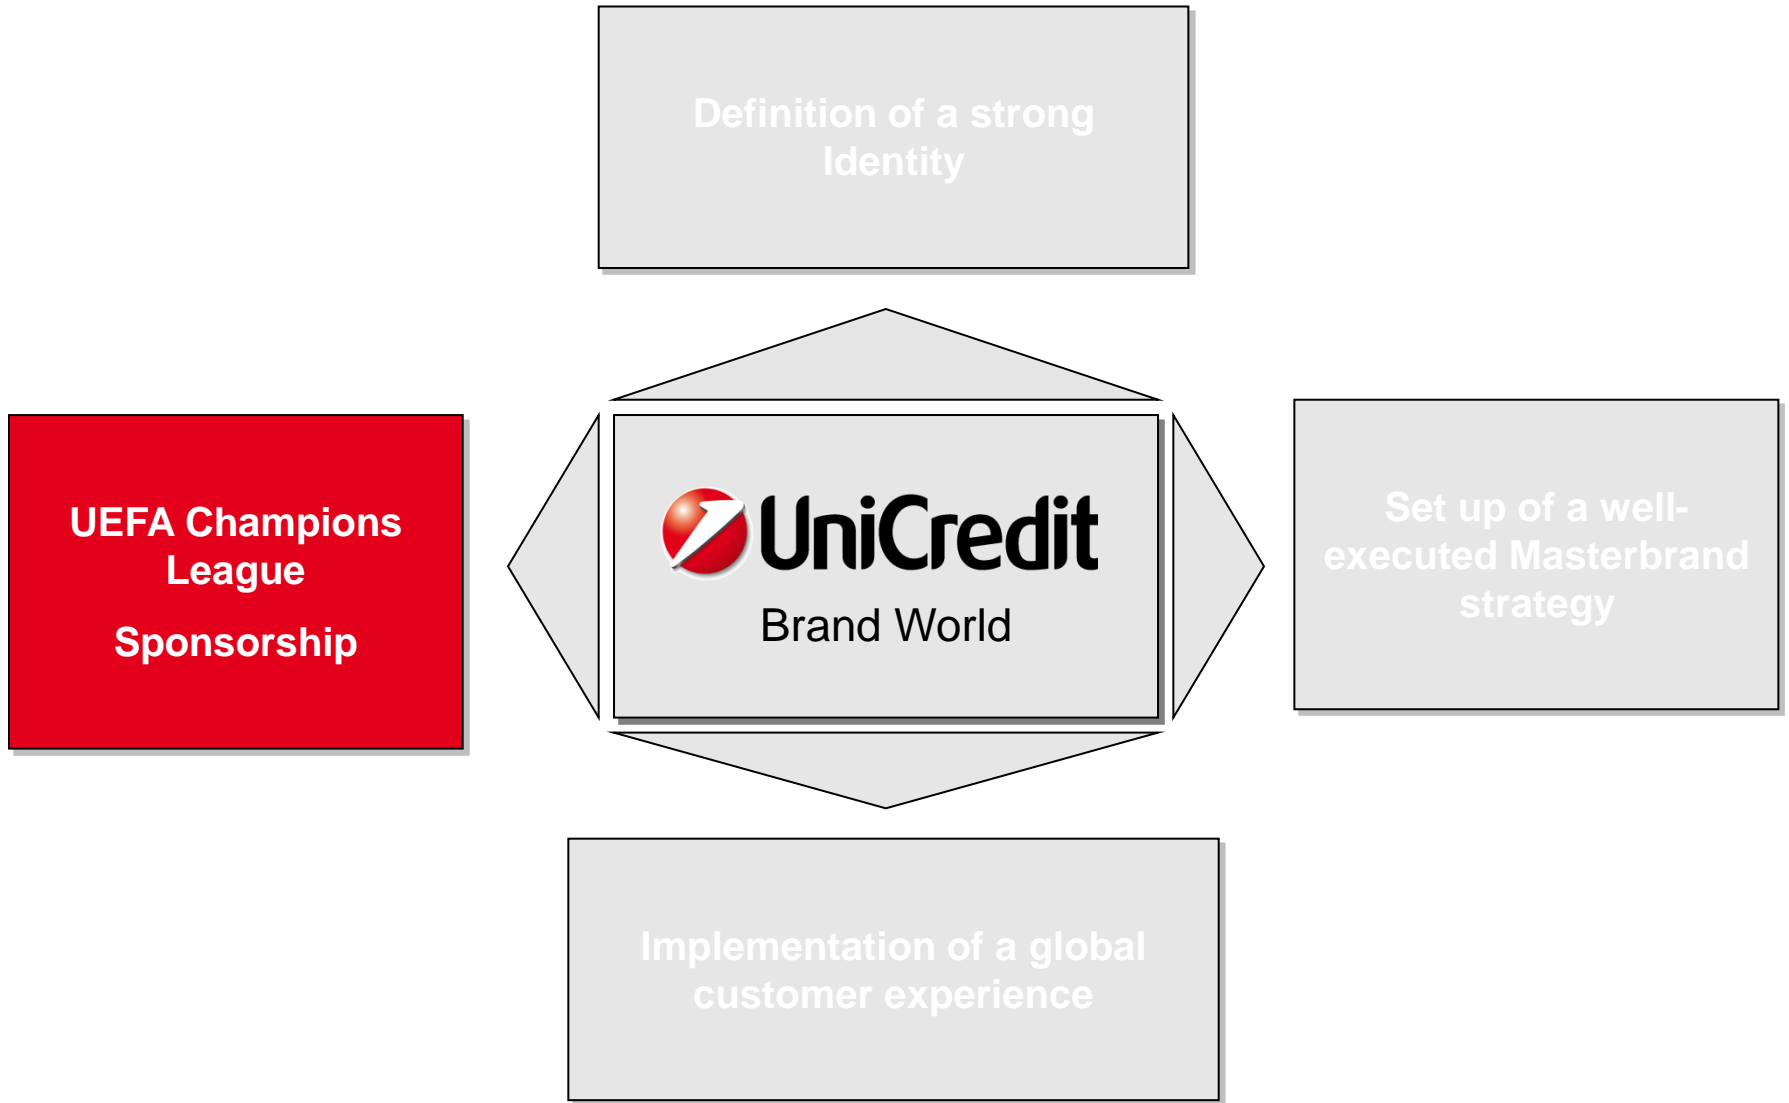 Definition of a strong
Identity
UEFA Champions
League
Sponsorship
UniCredit
Brand World
Set up of a well-
executed Masterbrand
strategy
Implementation of a global
customer experience